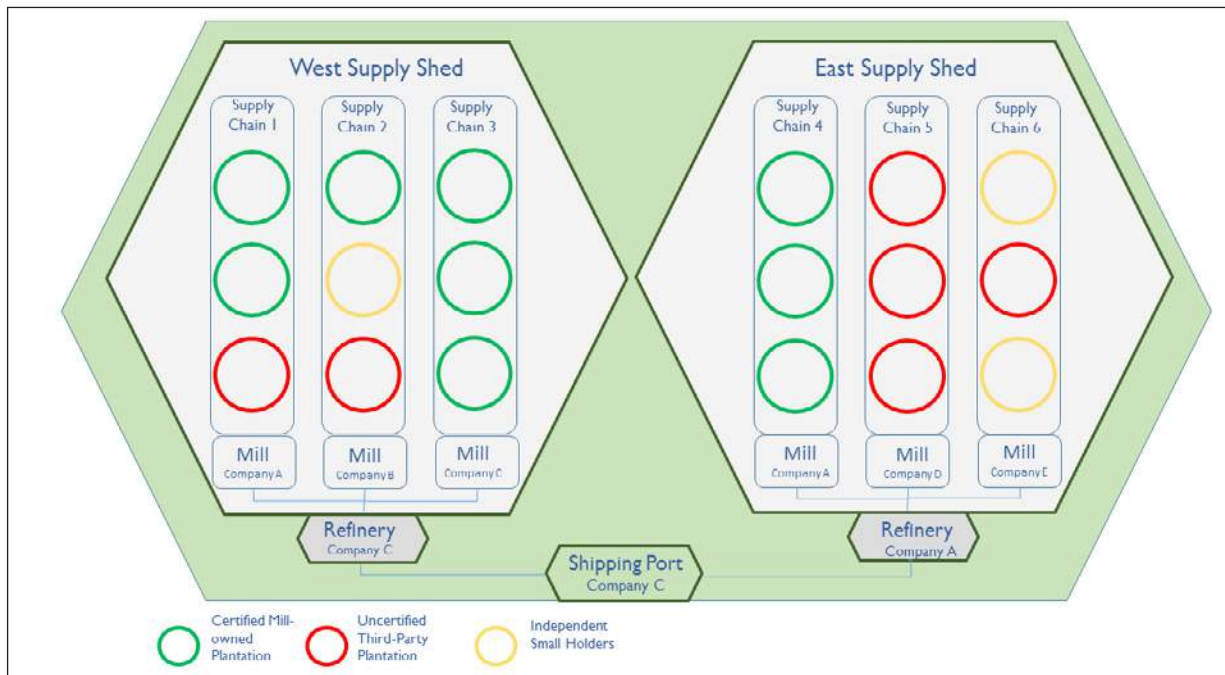 West Supply Shed
Supply
Chain 1
Supply
Chain 2
Supply
Chain 3
Mill
Company A
Mill
Company B
Mill
Company C
Refinery
Company C
East Supply Shed
Supply
Chain 4
Supply
Chain 5
Supply
Chain 6
Mill
Company A
Mill
Company D
Mill
Company E
Refinery
Company A
Shipping Port
Company C
Certified Mill-
owned
Plantation
Uncertified
Third-Party
Plantation
Independent
Small Holders